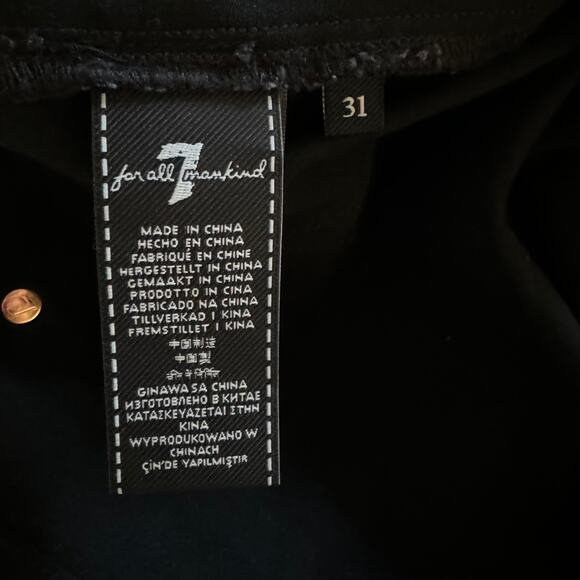 31
for all 7 mankind
MADE IN CHINA
HECHO EN CHINA
FABRIQUÉ EN CHINE
HERGESTELLT IN CHINA
GEMAAKT IN CHINA
PRODOTTO IN CINA
FABRICADO NA CHINA
TILLVERKAD I KINA
FREMSTILLET I KINA
中国制造
中國製
GINAWA SA CHINA
ИЗГОТОВЛЕНО В КИТАЕ
ΚΑΤΑΣΚΕΥΑΖΕΤΑΙ ΣΤΗΝ
ΚΙΝΑ
WYPRODUKOWANO W
CHINACH
ÇİN'DE YAPILMIŞTIR